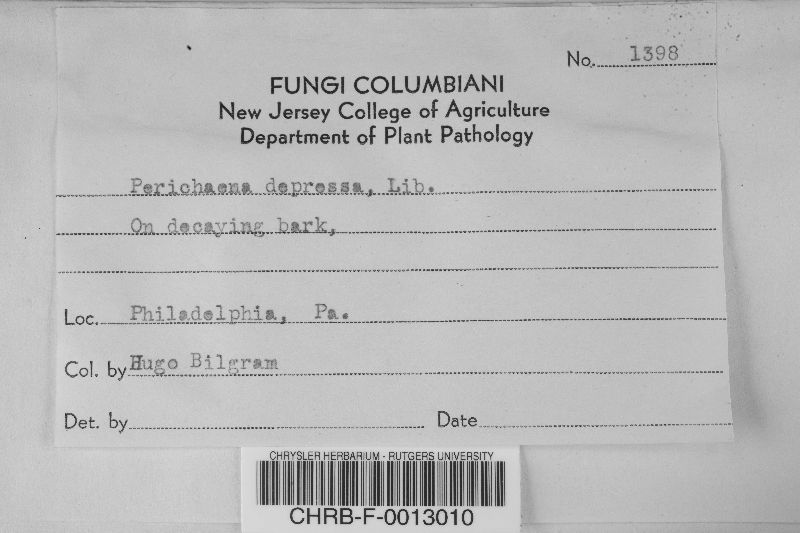 No. 1398
FUNGI COLUMBIANI
New Jersey College of Agriculture
Department of Plant Pathology
Perichaena depressa, Lib.
On decaying bark,
Loc. Philadelphia, Pa.
Col. by Hugo Bilgram
Det. by Date
CHRYSLER HERBARIUM - RUTGERS UNIVERSITY
CHRB-F-0013010